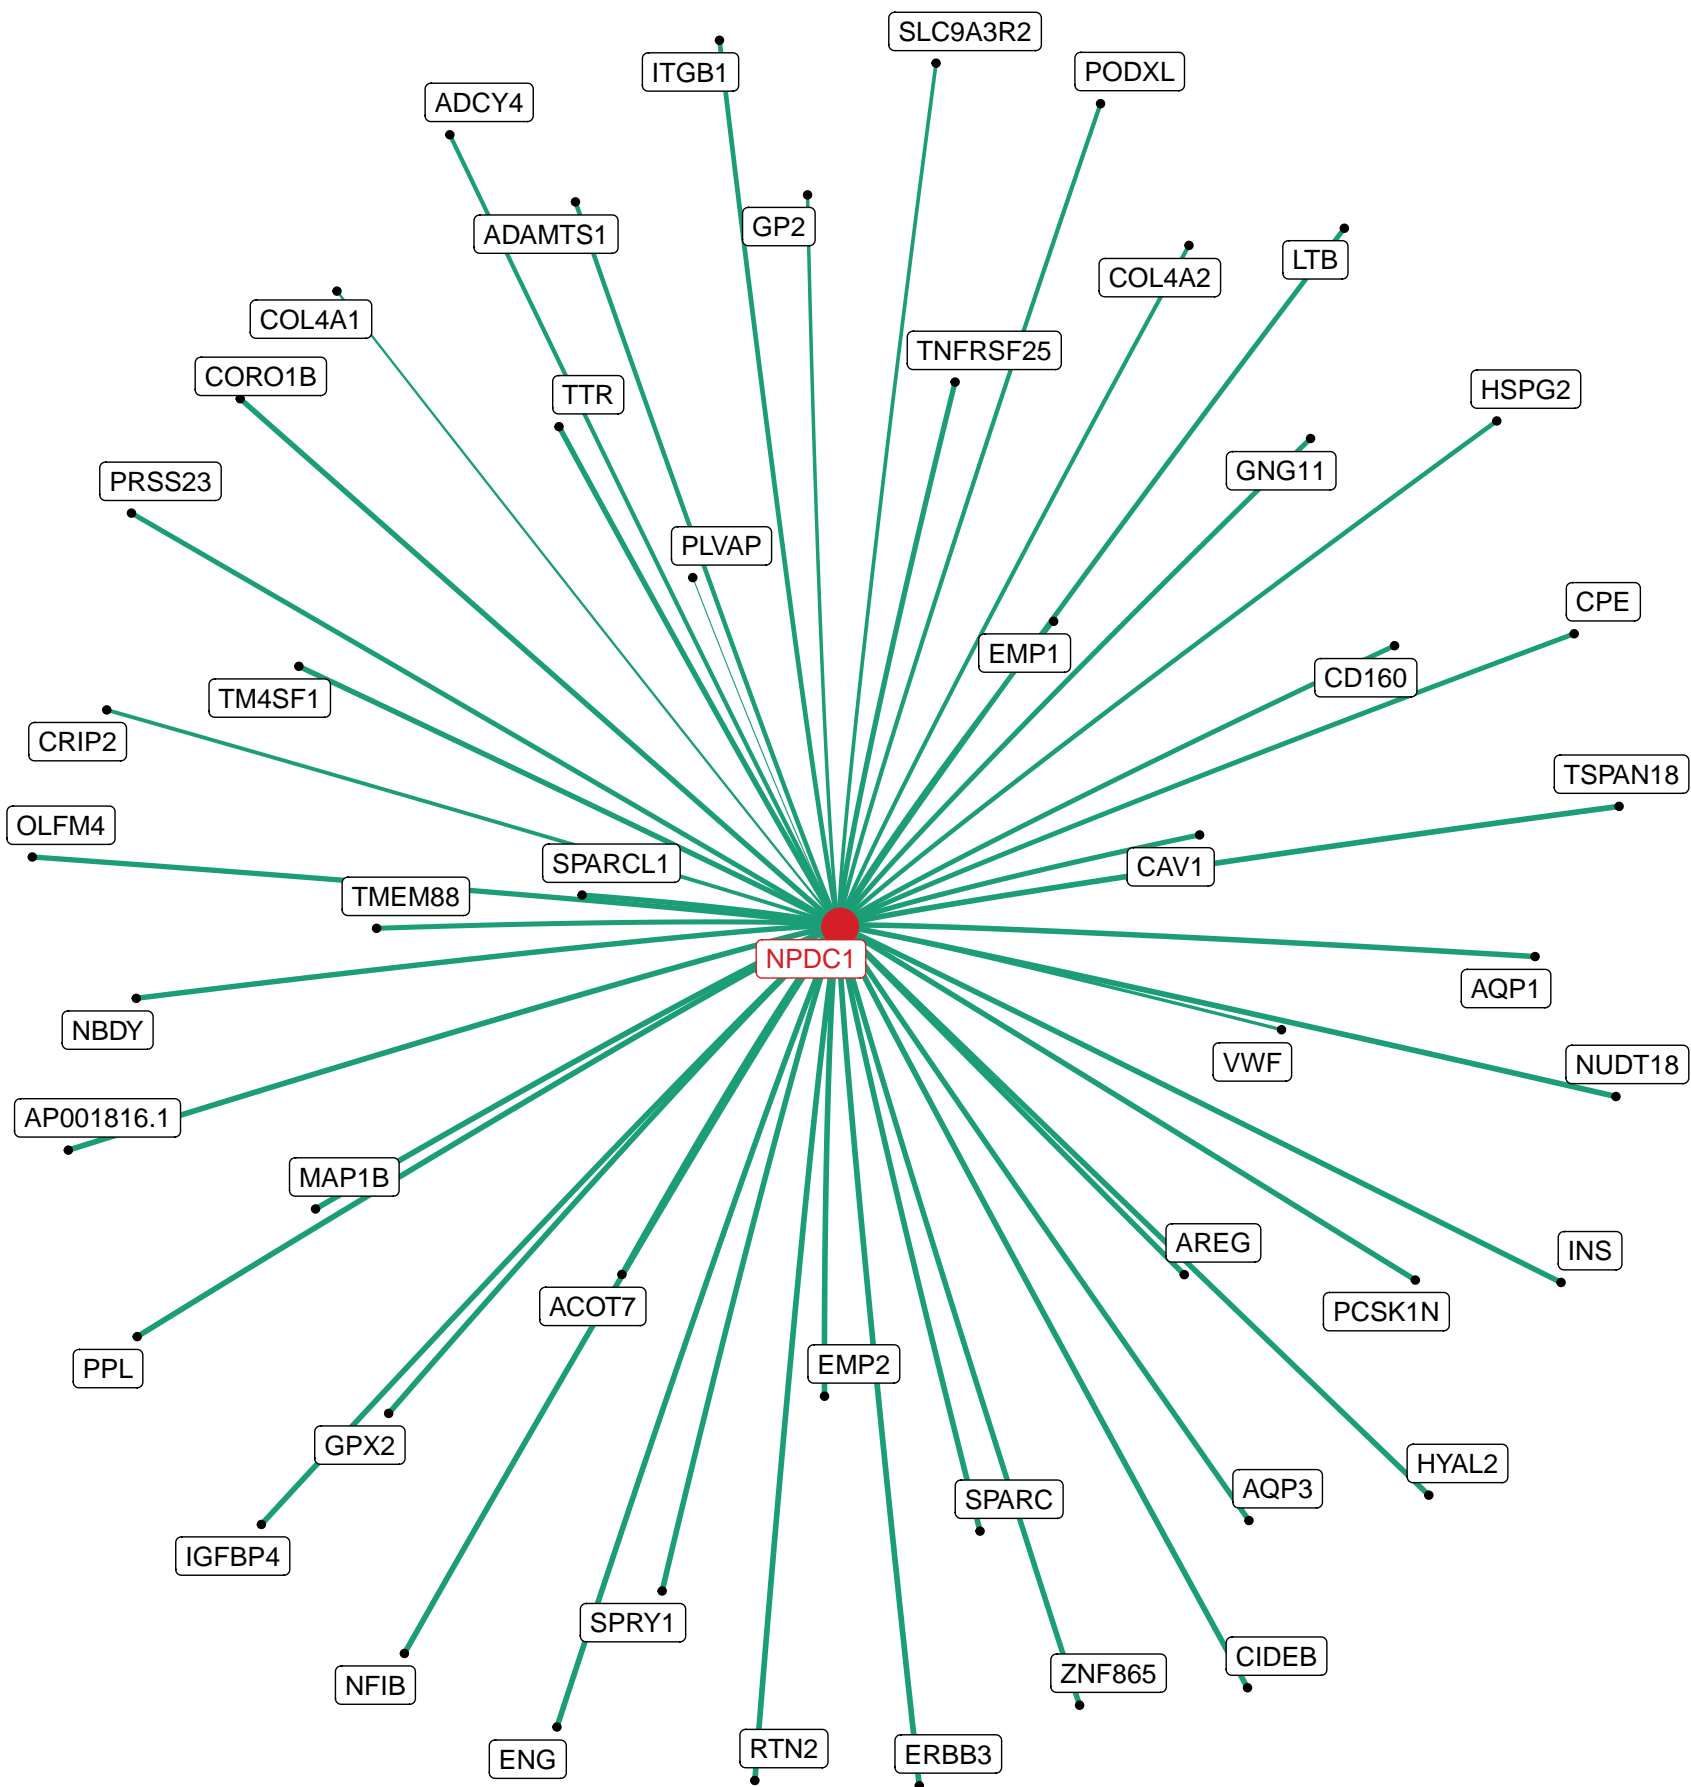 SLC9A3R2
ITGB1
PODXL
ADCY4
ADAMTS1
GP2
LTB
COL4A2
COL4A1
TNFRSF25
CORO1B
TTR
HSPG2
GNG11
PRSS23
PLVAP
CPE
EMP1
CD160
TM4SF1
CRIP2
TSPAN18
OLFM4
SPARCL1
CAV1
TMEM88
NPDC1
AQP1
NBDY
VWF
NUDT18
AP001816.1
MAP1B
AREG
INS
ACOT7
PCSK1N
EMP2
PPL
GPX2
HYAL2
AQP3
SPARC
IGFBP4
SPRY1
CIDEB
ZNF865
NFIB
RTN2
ERBB3
ENG